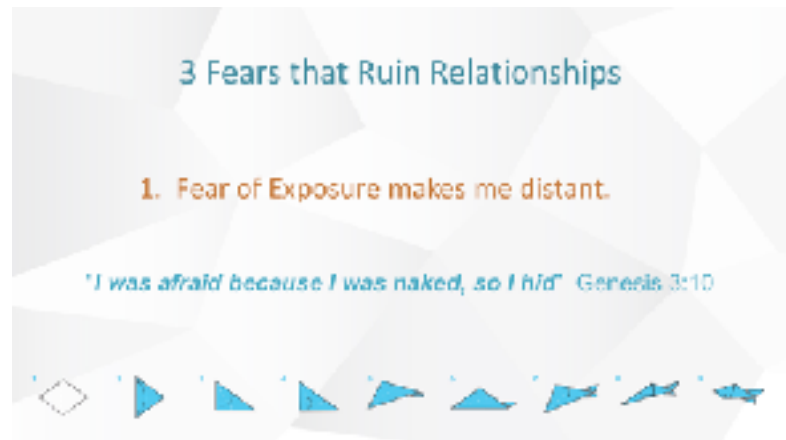 3 Fears that Ruin Relationships
1. Fear of Exposure makes me distant.
"I was afraid because I was naked, so I hid" Genesis 3:10